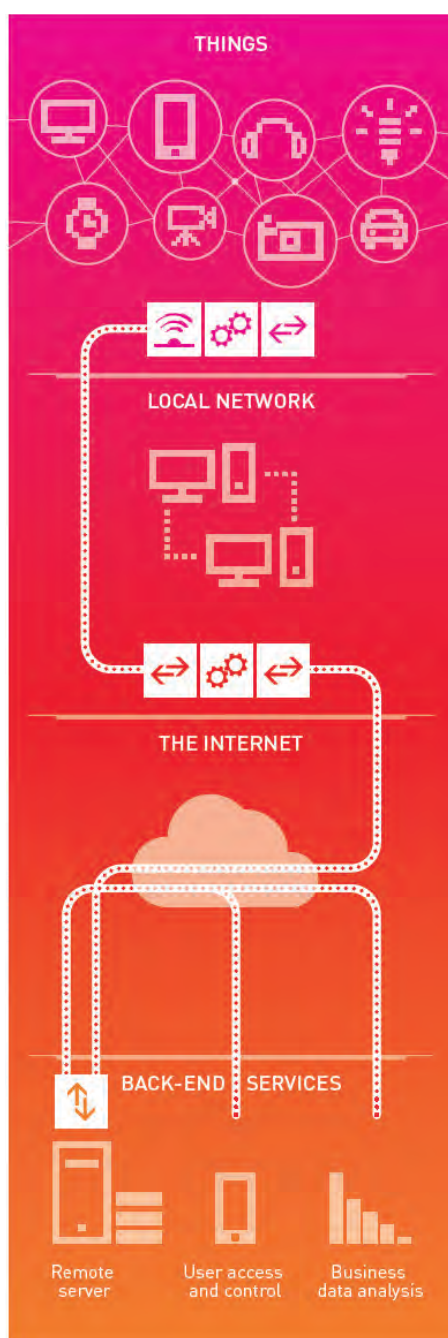 THINGS
LOCAL NETWORK
THE INTERNET
BACK-END SERVICES
Remote
server
User access
and control
Business
data analysis